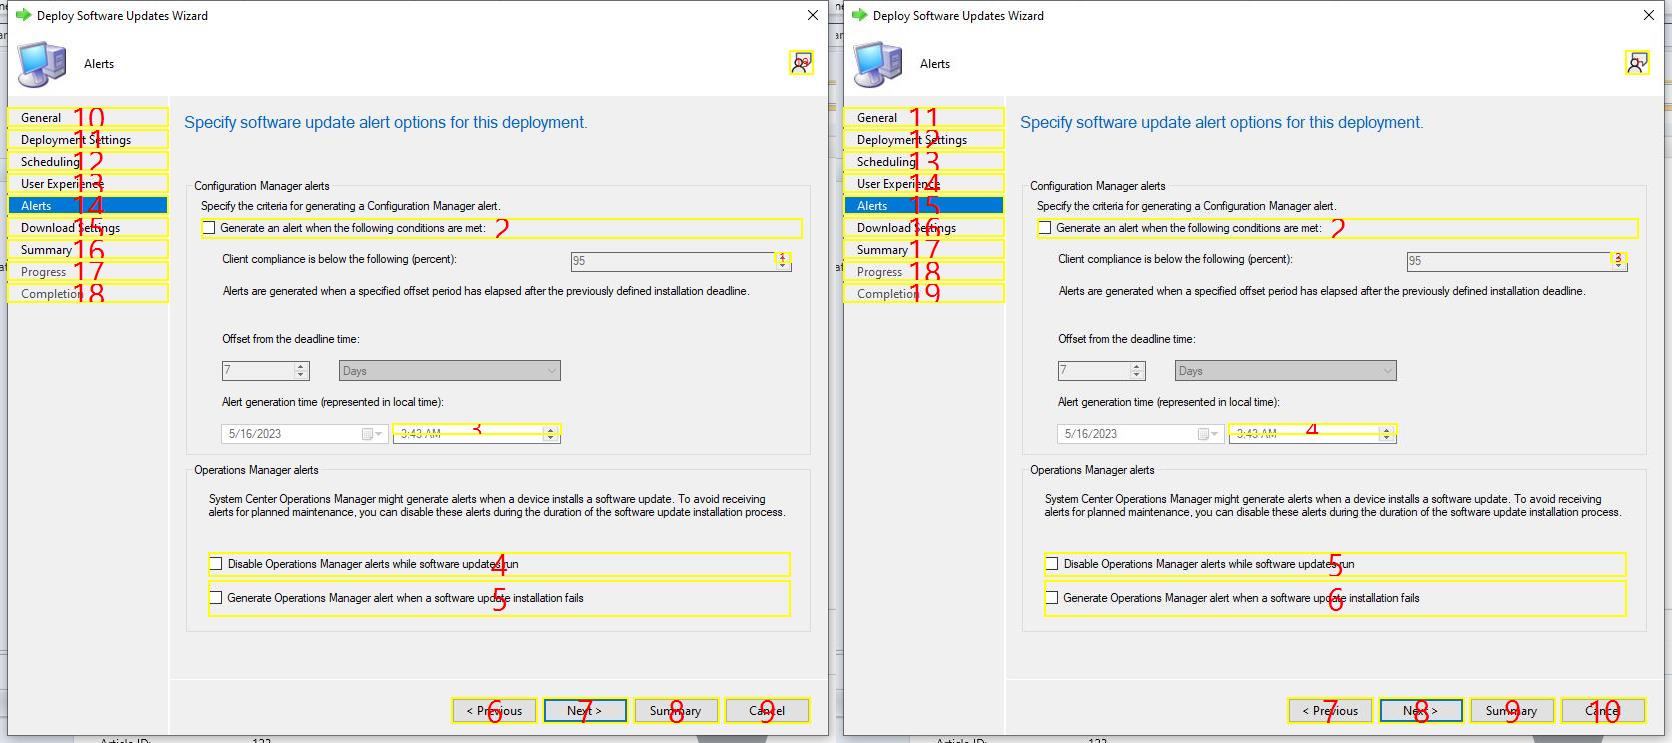 Deploy Software Updates Wizard
Alerts
19
General 10
Deployment Settings 11
Scheduling 12
User Experience 13
Alerts 14
Download Settings 15
Summary 16
Progress 17
Completion 18
Specify software update alert options for this deployment.
Configuration Manager alerts
Specify the criteria for generating a Configuration Manager alert.
Generate an alert when the following conditions are met: 2
Client compliance is below the following (percent): 95 1
Alerts are generated when a specified offset period has elapsed after the previously defined installation deadline.
Offset from the deadline time:
7 Days
Alert generation time (represented in local time):
5/16/2023 3:43 AM 3
Operations Manager alerts
System Center Operations Manager might generate alerts when a device installs a software update. To avoid receiving
alerts for planned maintenance, you can disable these alerts during the duration of the software update installation process.
Disable Operations Manager alerts while software updates run 4
Generate Operations Manager alert when a software update installation fails 5
< Previous 6 Next > 7 Summary 8 Cancel 9
Article ID: 123
Deploy Software Updates Wizard
Alerts
General 11
Deployment Settings 12
Scheduling 13
User Experience 14
Alerts 15
Download Settings 16
Summary 17
Progress 18
Completion 19
Specify software update alert options for this deployment.
Configuration Manager alerts
Specify the criteria for generating a Configuration Manager alert.
Generate an alert when the following conditions are met: 2
Client compliance is below the following (percent): 95 3
Alerts are generated when a specified offset period has elapsed after the previously defined installation deadline.
Offset from the deadline time:
7 Days
Alert generation time (represented in local time):
5/16/2023 3:43 AM 4
Operations Manager alerts
System Center Operations Manager might generate alerts when a device installs a software update. To avoid receiving
alerts for planned maintenance, you can disable these alerts during the duration of the software update installation process.
Disable Operations Manager alerts while software updates run 5
Generate Operations Manager alert when a software update installation fails 6
< Previous 7 Next > 8 Summary 9 Cancel 10
Article ID: 123